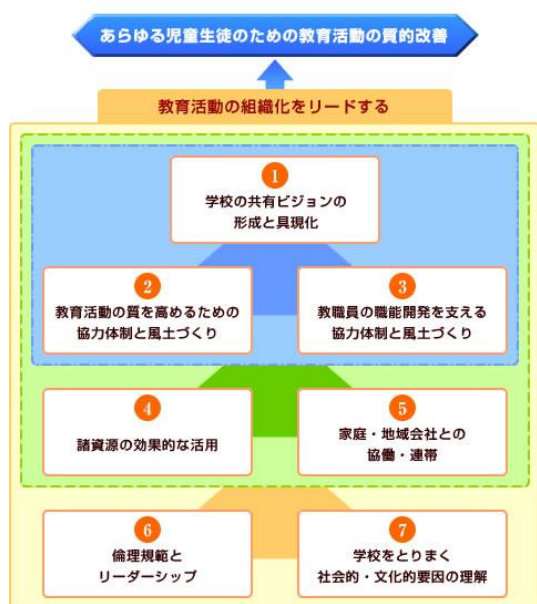 あらゆる児童生徒のための教育活動の質的改善
教育活動の組織化をリードする
1
学校の共有ビジョンの
形成と具現化
2
教育活動の質を高めるための
協力体制と風土づくり
3
教職員の職能開発を支える
協力体制と風土づくり
4
諸資源の効果的な活用
5
家庭・地域会社との
協働・連帯
6
倫理規範と
リーダーシップ
7
学校をとりまく
社会的・文化的要因の理解